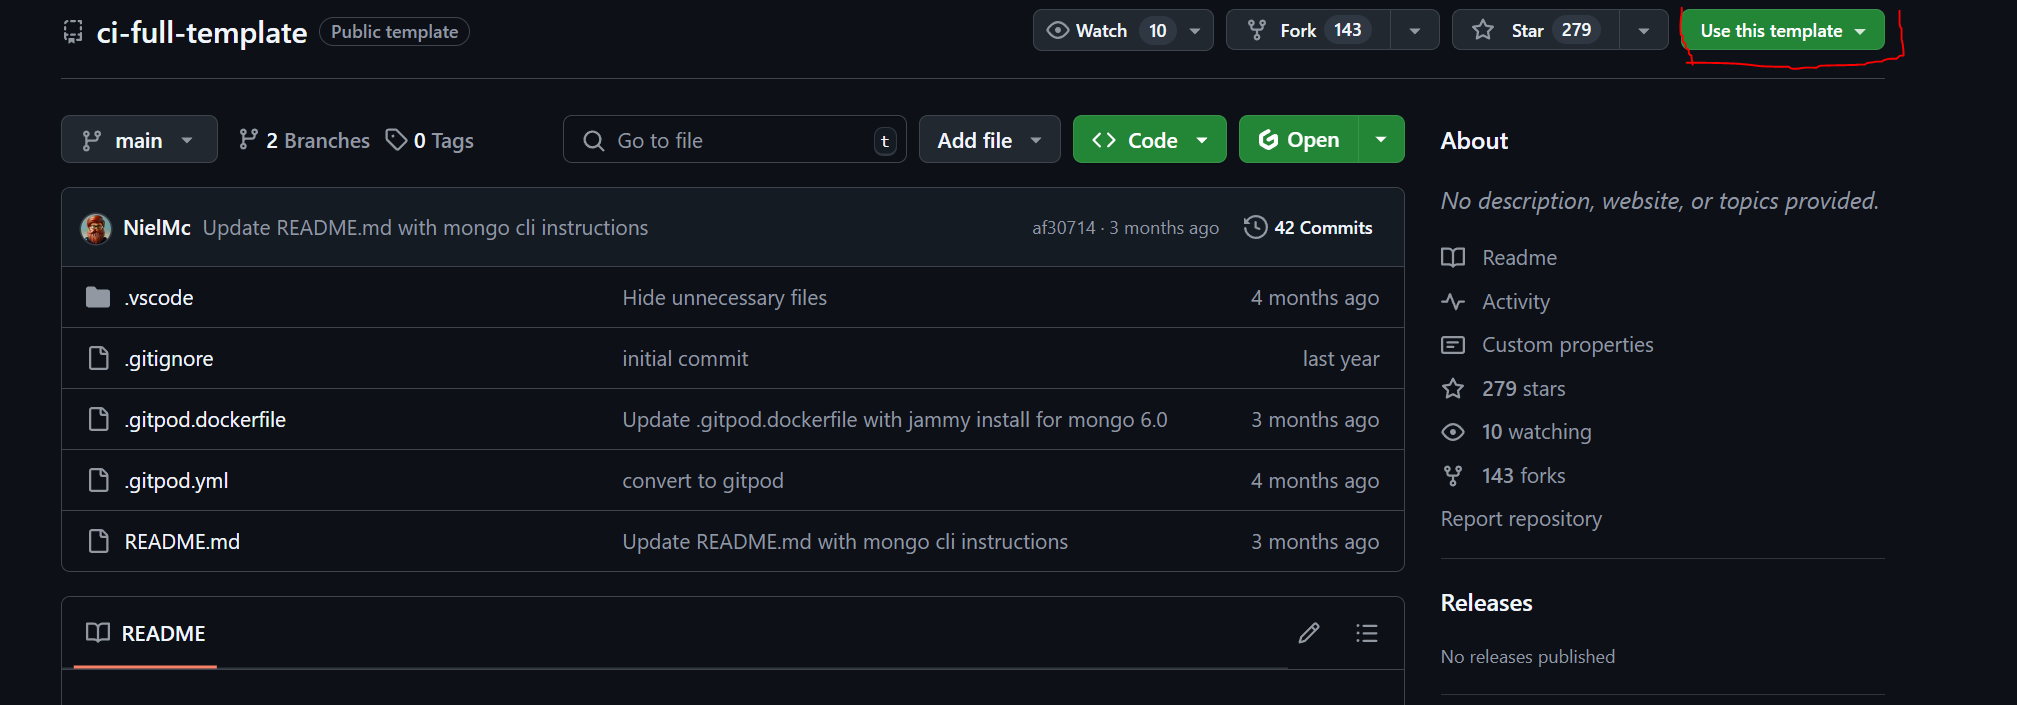 ci-full-template Public template Watch 10 Fork 143 Star 279 Use this template
main 2 Branches 0 Tags Go to file t Add file Code Open
NielMc Update README.md with mongo cli instructions af30714 · 3 months ago 42 Commits
.vscode Hide unnecessary files 4 months ago
.gitignore initial commit last year
.gitpod.dockerfile Update .gitpod.dockerfile with jammy install for mongo 6.0 3 months ago
.gitpod.yml convert to gitpod 4 months ago
README.md Update README.md with mongo cli instructions 3 months ago
README
About
No description, website, or topics provided.
Readme
Activity
Custom properties
279 stars
10 watching
143 forks
Report repository
Releases
No releases published